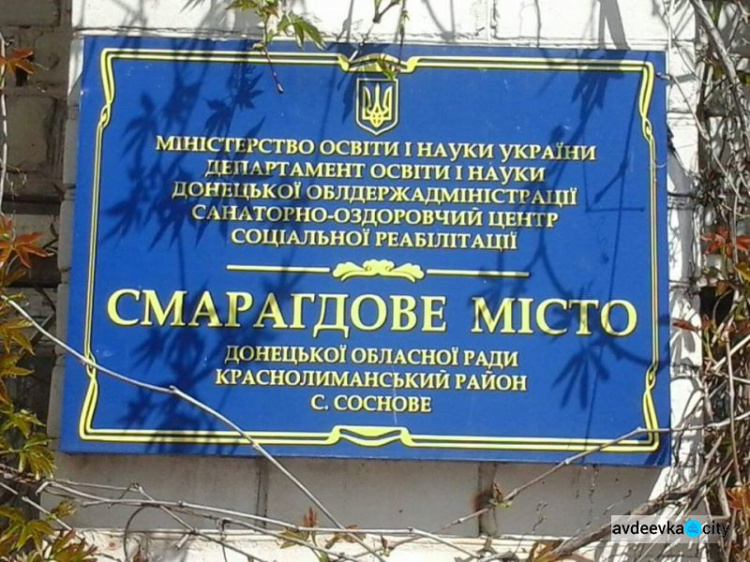 МІНІСТЕРСТВО ОСВІТИ І НАУКИ УКРАЇНИ
ДЕПАРТАМЕНТ ОСВІТИ І НАУКИ
ДОНЕЦЬКОЇ ОБЛДЕРЖАДМІНІСТРАЦІЇ
САНАТОРНО-ОЗДОРОВЧИЙ ЦЕНТР
СОЦІАЛЬНОЇ РЕАБІЛІТАЦІЇ
СМАРАГДОВЕ МІСТО
ДОНЕЦЬКОЇ ОБЛАСНОЇ РАДИ
КРАСНОЛИМАНСЬКИЙ РАЙОН
С. СОСНОВЕ
avdeevka city